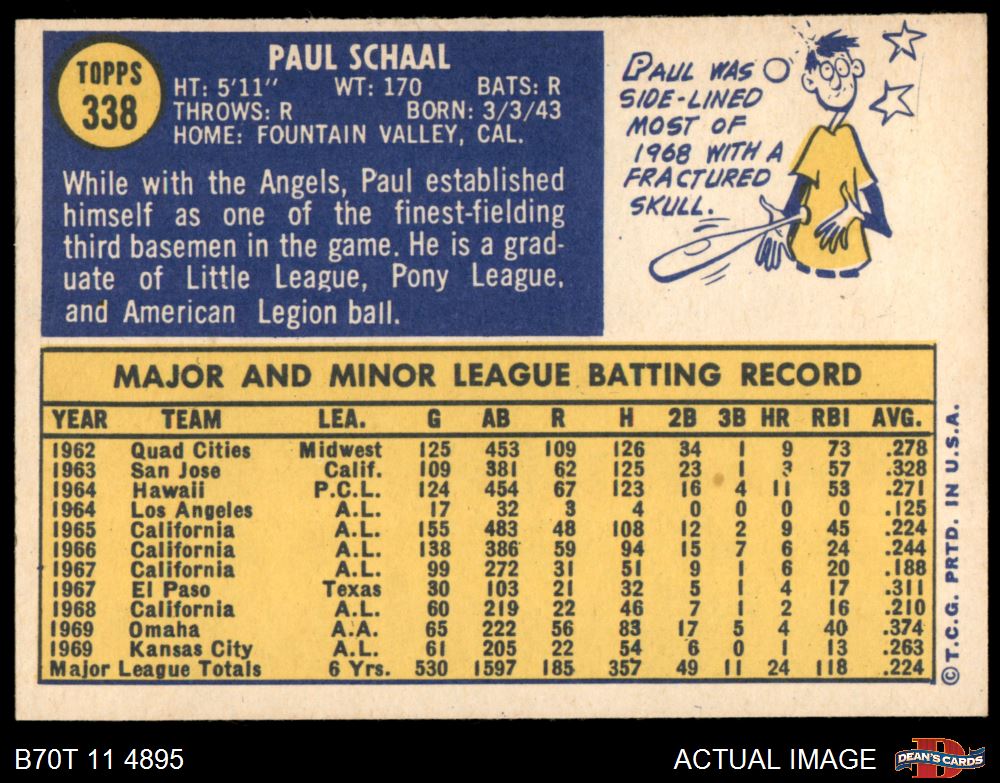 TOPPS
338
PAUL SCHAAL
HT: 5'11" WT: 170 BATS: R
THROWS: R BORN: 3/3/43
HOME: FOUNTAIN VALLEY, CAL.
While with the Angels, Paul established
himself as one of the finest-fielding
third basemen in the game. He is a grad-
uate of Little League, Pony League,
and American Legion ball.
PAUL WAS
SIDE-LINED
MOST OF
1968 WITH A
FRACTURED
SKULL.
MAJOR AND MINOR LEAGUE BATTING RECORD
YEAR TEAM LEA. G AB R H 2B 3B HR RBI AVG.
1962 Quad Cities Midwest 125 453 109 126 34 1 9 73 .278
1963 San Jose Calif. 109 381 62 125 23 1 3 57 .328
1964 Hawaii P.C.L. 124 454 67 123 16 4 11 53 .271
1964 Los Angeles A.L. 17 32 3 4 0 0 0 0 .125
1965 California A.L. 155 483 48 108 12 2 9 45 .224
1966 California A.L. 138 386 59 94 15 7 6 24 .244
1967 California A.L. 99 272 31 51 9 1 6 20 .188
1967 El Paso Texas 30 103 21 32 5 1 4 17 .311
1968 California A.L. 60 219 22 46 7 1 2 16 .210
1969 Omaha A.A. 65 222 56 83 17 5 4 40 .374
1969 Kansas City A.L. 61 205 22 54 6 0 1 13 .263
Major League Totals 6 Yrs. 530 1597 185 357 49 11 24 118 .224
© T.C.G. PRTD. IN U.S.A.
B70T 11 4895
ACTUAL IMAGE
D
DEAN'S CARDS